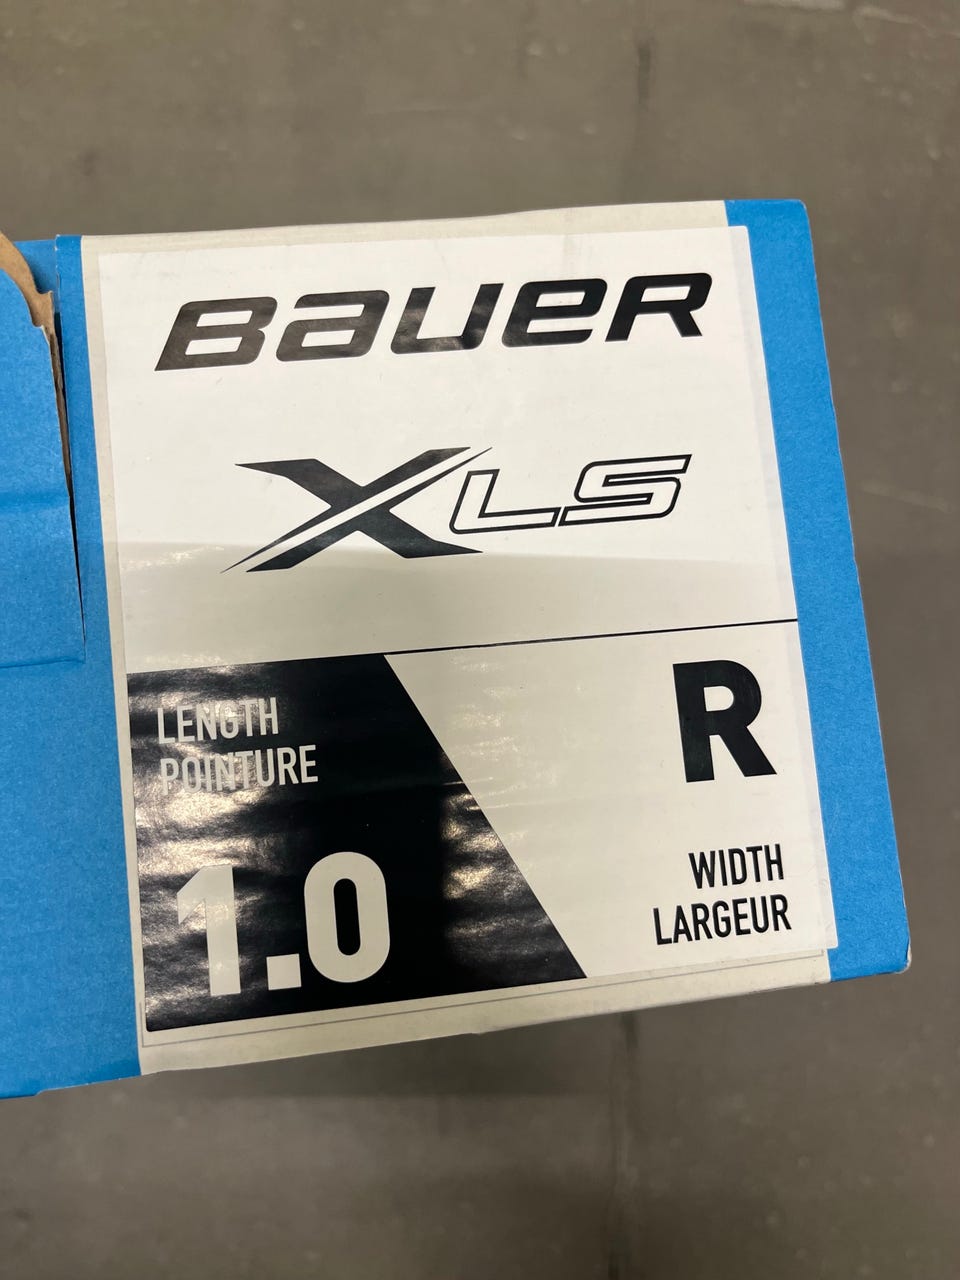 BAUER
XLS
LENGTH
POINTURE
1.0
R
WIDTH
LARGEUR